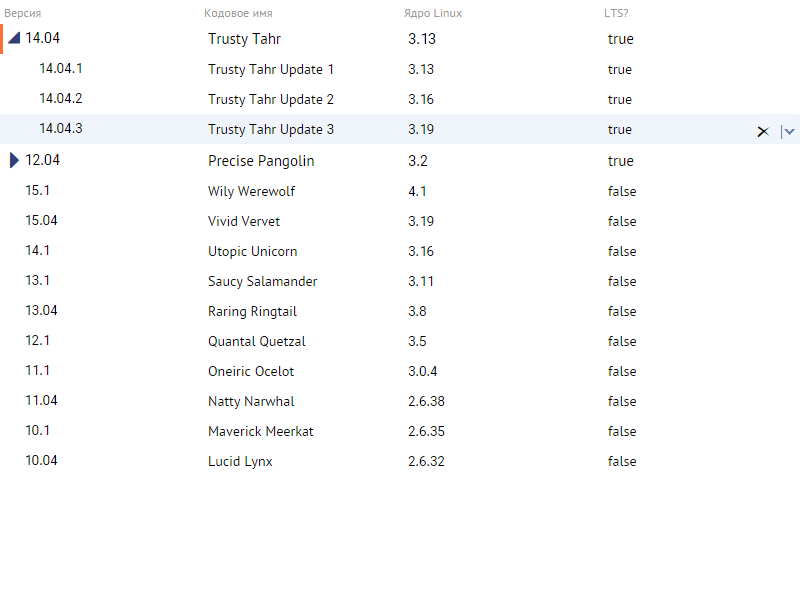 Версия Кодовое имя Ядро Linux LTS?
14.04 Trusty Tahr 3.13 true
14.04.1 Trusty Tahr Update 1 3.13 true
14.04.2 Trusty Tahr Update 2 3.16 true
14.04.3 Trusty Tahr Update 3 3.19 true
12.04 Precise Pangolin 3.2 true
15.1 Wily Werewolf 4.1 false
15.04 Vivid Vervet 3.19 false
14.1 Utopic Unicorn 3.16 false
13.1 Saucy Salamander 3.11 false
13.04 Raring Ringtail 3.8 false
12.1 Quantal Quetzal 3.5 false
11.1 Oneiric Ocelot 3.0.4 false
11.04 Natty Narwhal 2.6.38 false
10.1 Maverick Meerkat 2.6.35 false
10.04 Lucid Lynx 2.6.32 false